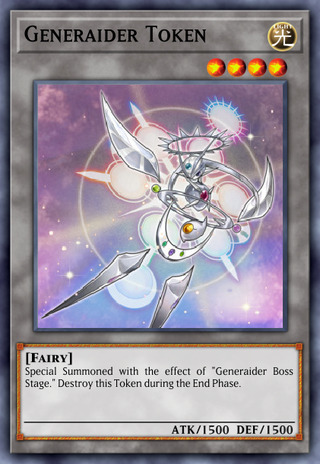 Generaider Token
LIGHT
光
[Fairy]
Special Summoned with the effect of "Generaider Boss
Stage." Destroy this Token during the End Phase.
ATK/1500 DEF/1500